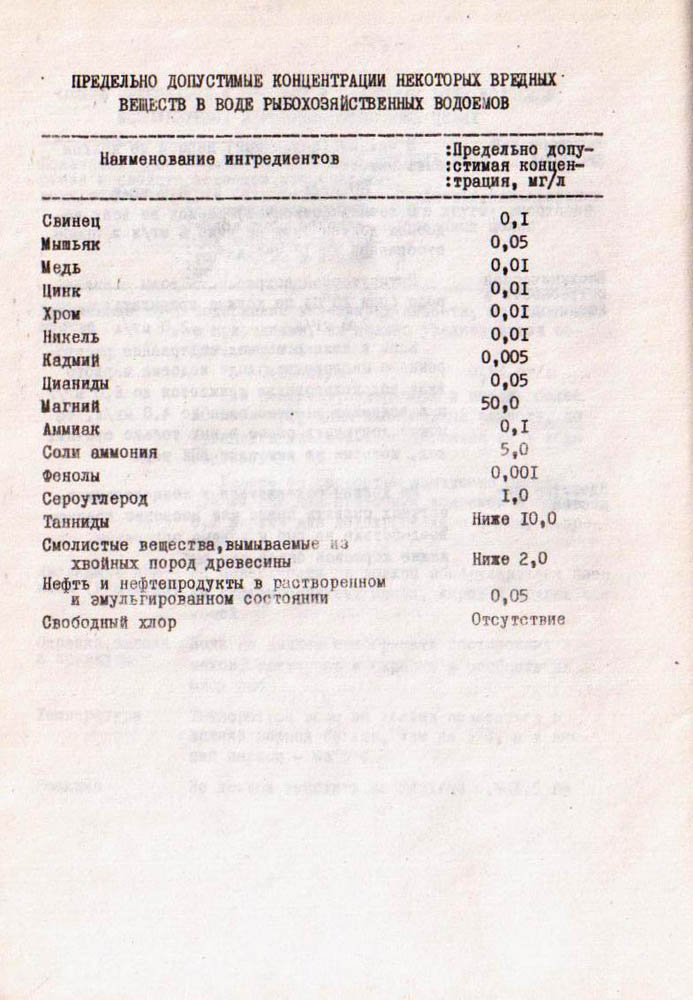 ПРЕДЕЛЬНО ДОПУСТИМЫЕ КОНЦЕНТРАЦИИ НЕКОТОРЫХ ВРЕДНЫХ
ВЕЩЕСТВ В ВОДЕ РЫБОХОЗЯЙСТВЕННЫХ ВОДОЕМОВ
Наименование ингредиентов :Предельно допу-
:стимая концен-
:трация, мг/л
Свинец 0,I
Мышьяк 0,05
Медь 0,0I
Цинк 0,0I
Хром 0,0I
Никель 0,0I
Кадмий 0,005
Цианиды 0,05
Магний 50,0
Аммиак 0,I
Соли аммония 5,0
Фенолы 0,00I
Сероуглерод I,0
Танниды Ниже I0,0
Смолистые вещества,вымываемые из
хвойных пород древесины Ниже 2,0
Нефть и нефтепродукты в растворенном
и эмульгированном состоянии 0,05
Свободный хлор Отсутствие